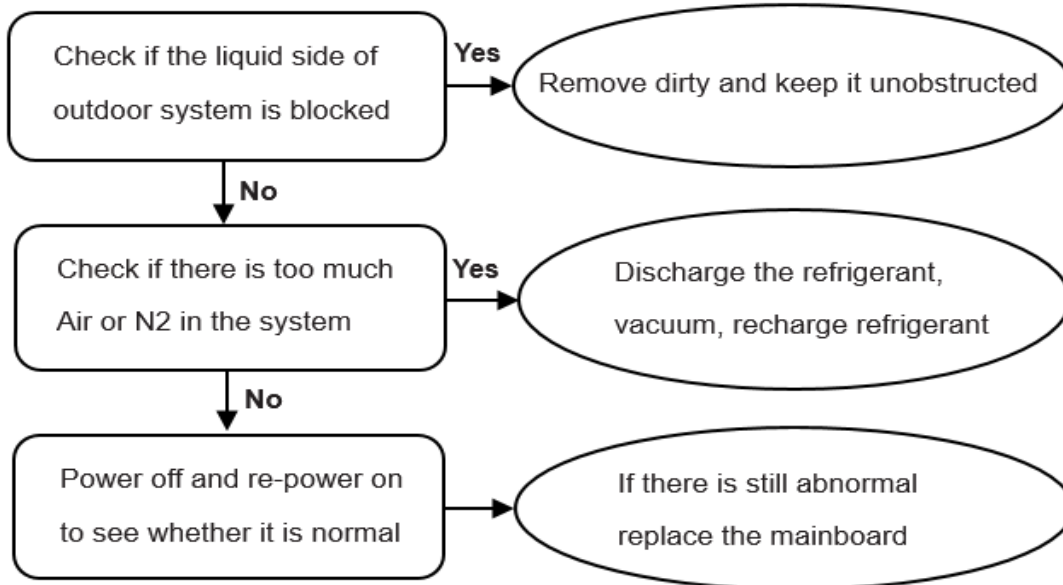 Check if the liquid side of
outdoor system is blocked
Yes
Remove dirty and keep it unobstructed
No
Check if there is too much
Air or N2 in the system
Yes
Discharge the refrigerant,
vacuum, recharge refrigerant
No
Power off and re-power on
to see whether it is normal
If there is still abnormal
replace the mainboard